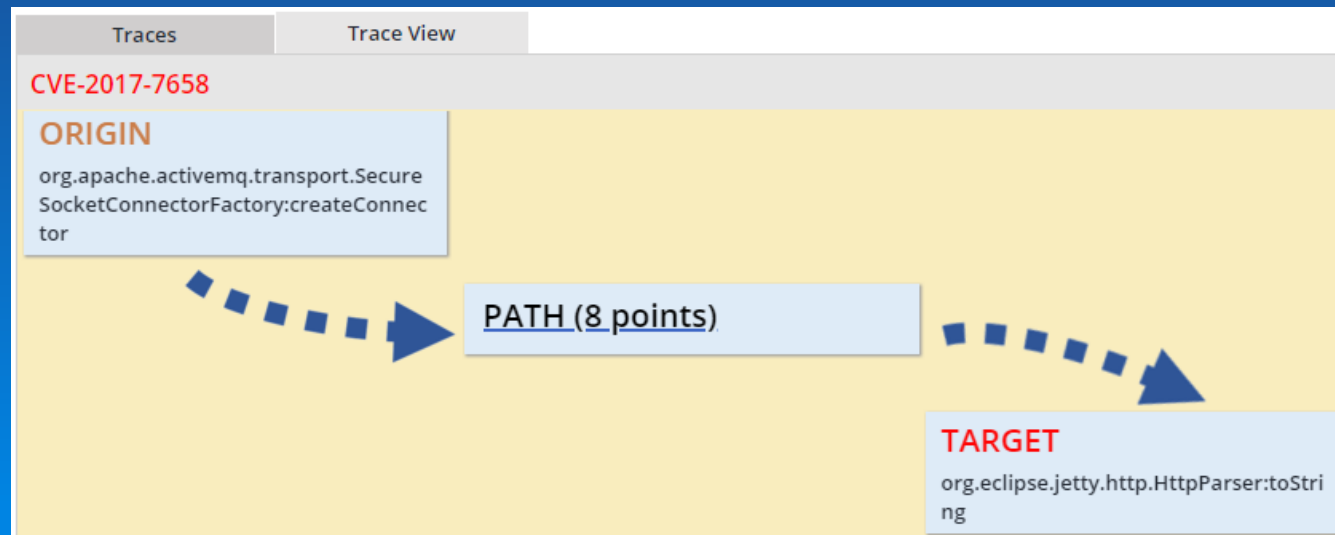 Traces
Trace View
CVE-2017-7658
ORIGIN
org.apache.activemq.transport.Secure
SocketConnectorFactory:createConnec
tor
PATH (8 points)
TARGET
org.eclipse.jetty.http.HttpParser:toStri
ng